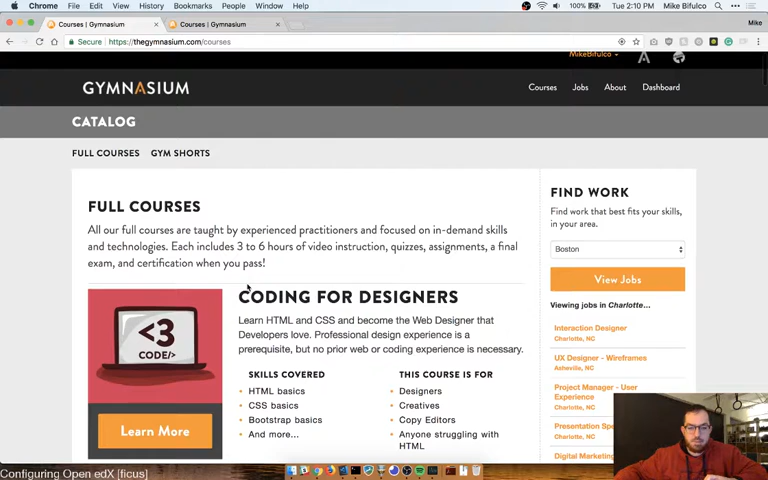 Chrome File Edit View History Bookmarks People Window Help
100% Tue 2:10 PM Mike Bifulco
Courses | Gymnasium
Courses | Gymnasium
Mike
Secure https://thegymnasium.com/courses
MikeBifulco
GYMNASIUM
Courses Jobs About Dashboard
CATALOG
FULL COURSES GYM SHORTS
FULL COURSES
All our full courses are taught by experienced practitioners and focused on in-demand skills
and technologies. Each includes 3 to 6 hours of video instruction, quizzes, assignments, a final
exam, and certification when you pass!
<3
CODE/>
Learn More
CODING FOR DESIGNERS
Learn HTML and CSS and become the Web Designer that
Developers love. Professional design experience is a
prerequisite, but no prior web or coding experience is necessary.
SKILLS COVERED
HTML basics
CSS basics
Bootstrap basics
And more...
THIS COURSE IS FOR
Designers
Creatives
Copy Editors
Anyone struggling with
HTML
FIND WORK
Find work that best fits your skills,
in your area.
Boston
View Jobs
Viewing jobs in Charlotte...
Interaction Designer
Charlotte, NC
UX Designer - Wireframes
Asheville, NC
Project Manager - User
Experience
Charlotte, NC
Presentation
Charlotte, NC
Digital Marketing
Configuring Open edX [ficus]